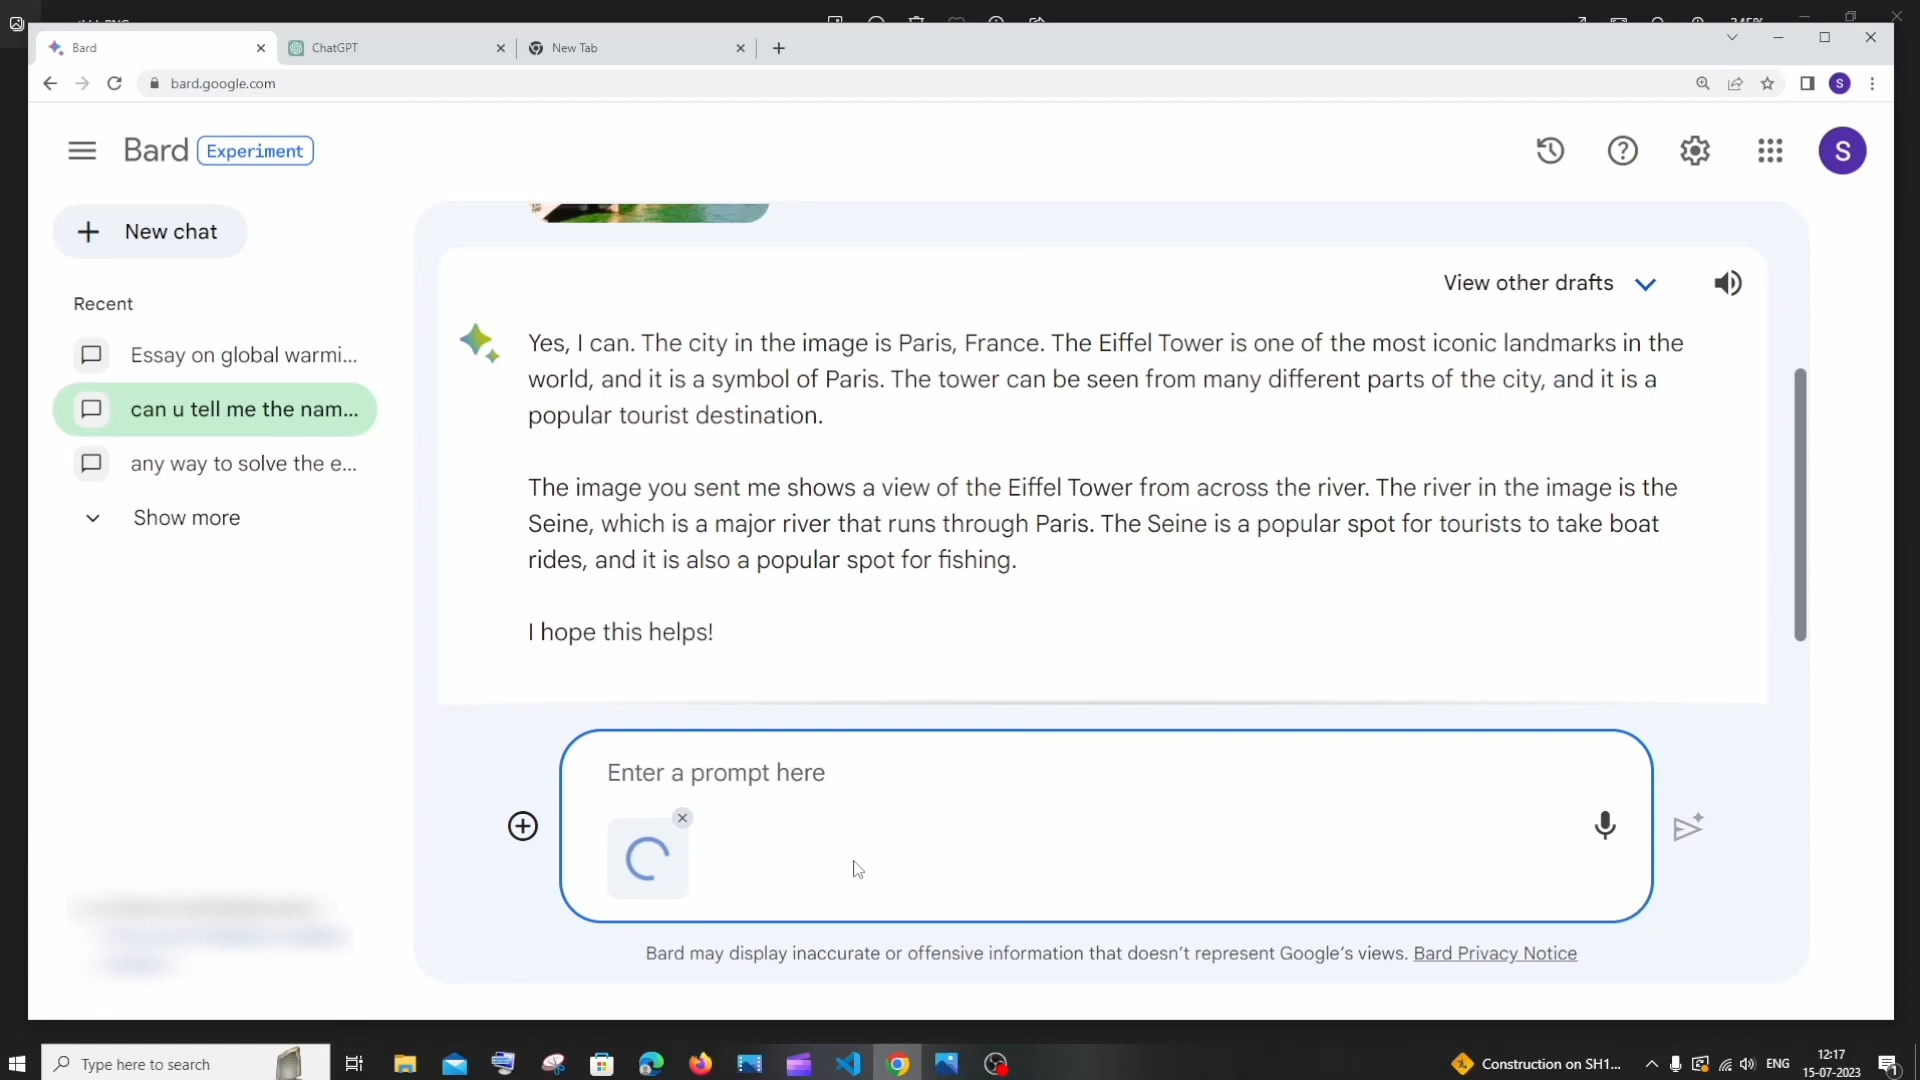 Bard
ChatGPT
New Tab
bard.google.com
S
Bard Experiment
S
New chat
View other drafts
Recent
Essay on global warmi...
can u tell me the nam...
any way to solve the e...
Show more
Yes, I can. The city in the image is Paris, France. The Eiffel Tower is one of the most iconic landmarks in the
world, and it is a symbol of Paris. The tower can be seen from many different parts of the city, and it is a
popular tourist destination.
The image you sent me shows a view of the Eiffel Tower from across the river. The river in the image is the
Seine, which is a major river that runs through Paris. The Seine is a popular spot for tourists to take boat
rides, and it is also a popular spot for fishing.
I hope this helps!
Enter a prompt here
Bard may display inaccurate or offensive information that doesn't represent Google's views. Bard Privacy Notice
Type here to search
Construction on SH1...
ENG
12:17
15-07-2023
1